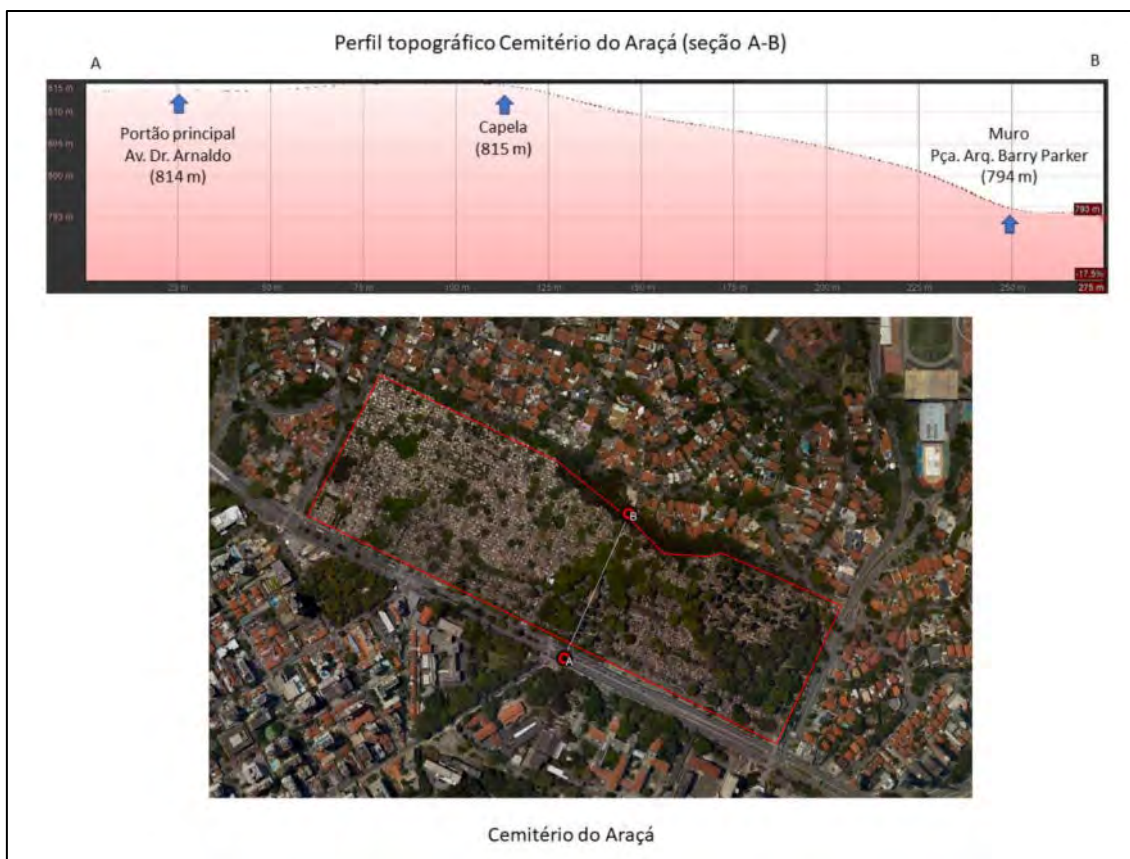 Perfil topográfico Cemitério do Araçá (seção A-B)
A
B
815 m
810 m
805 m
800 m
793 m
Portão principal
Av. Dr. Arnaldo
(814 m)
Capela
(815 m)
Muro
Pça. Arq. Barry Parker
(794 m)
793 m
-17,5%
25 m
50 m
75 m
100 m
125 m
150 m
175 m
200 m
225 m
250 m
275 m
B
A
Cemitério do Araçá